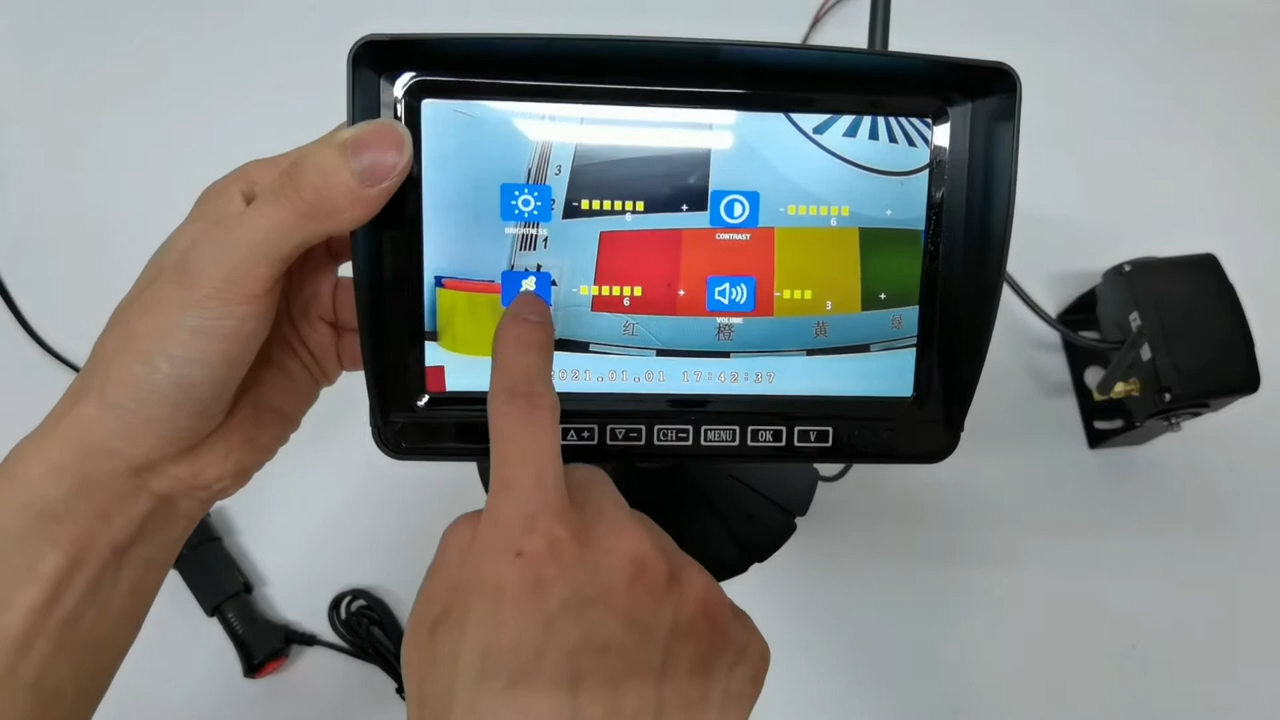 3
2
- 6 +
- 6 +
BRIGHTNESS
CONTRAST
1
- 6 +
- 3 +
VOLUME
红 橙 黄 绿
2021.01.01 17:42:37
△+ ▽− CH− MENU OK V